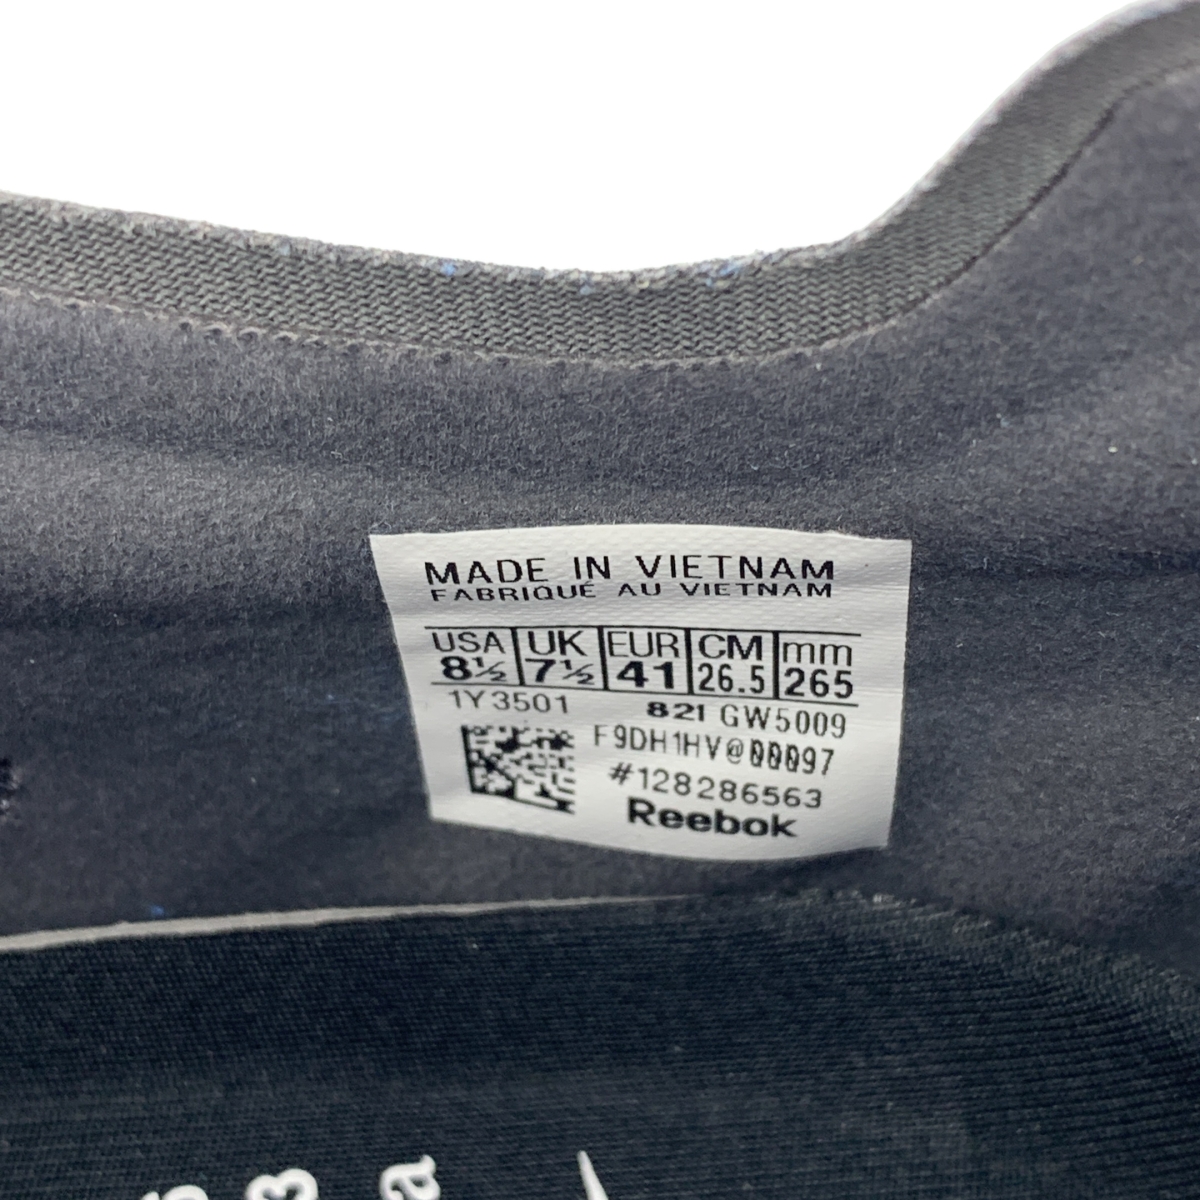 MADE IN VIETNAM
FABRIQUÉ AU VIETNAM
USA UK EUR CM mm
8½ 7½ 41 26.5 265
1Y3501 821 GW5009
F9DH1HV@00097
#128286563
Reebok
3
a